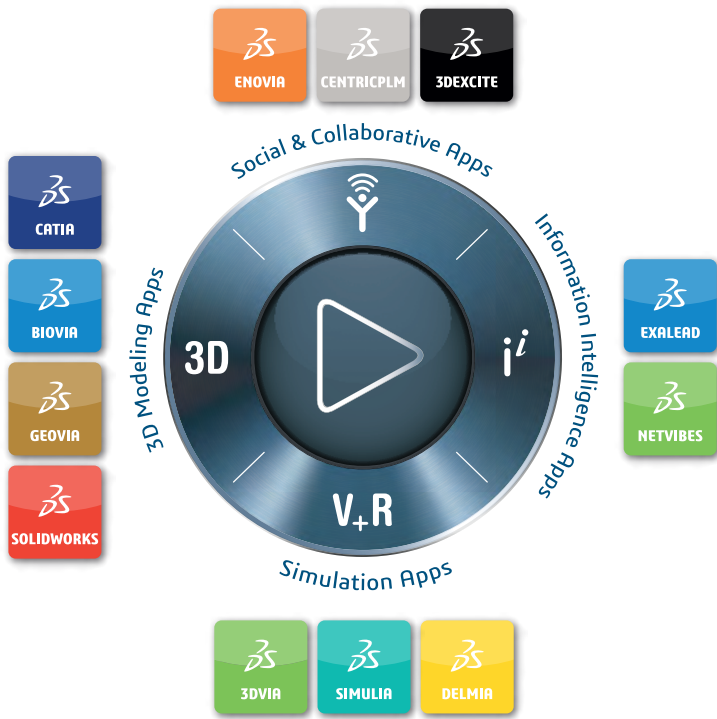 ENOVIA
CENTRICPLM
3DEXCITE
Social & Collaborative Apps
CATIA
BIOVIA
GEOVIA
SOLIDWORKS
3D Modeling Apps
3D
Information Intelligence Apps
ii
EXALEAD
NETVIBES
V+R
Simulation Apps
3DVIA
SIMULIA
DELMIA